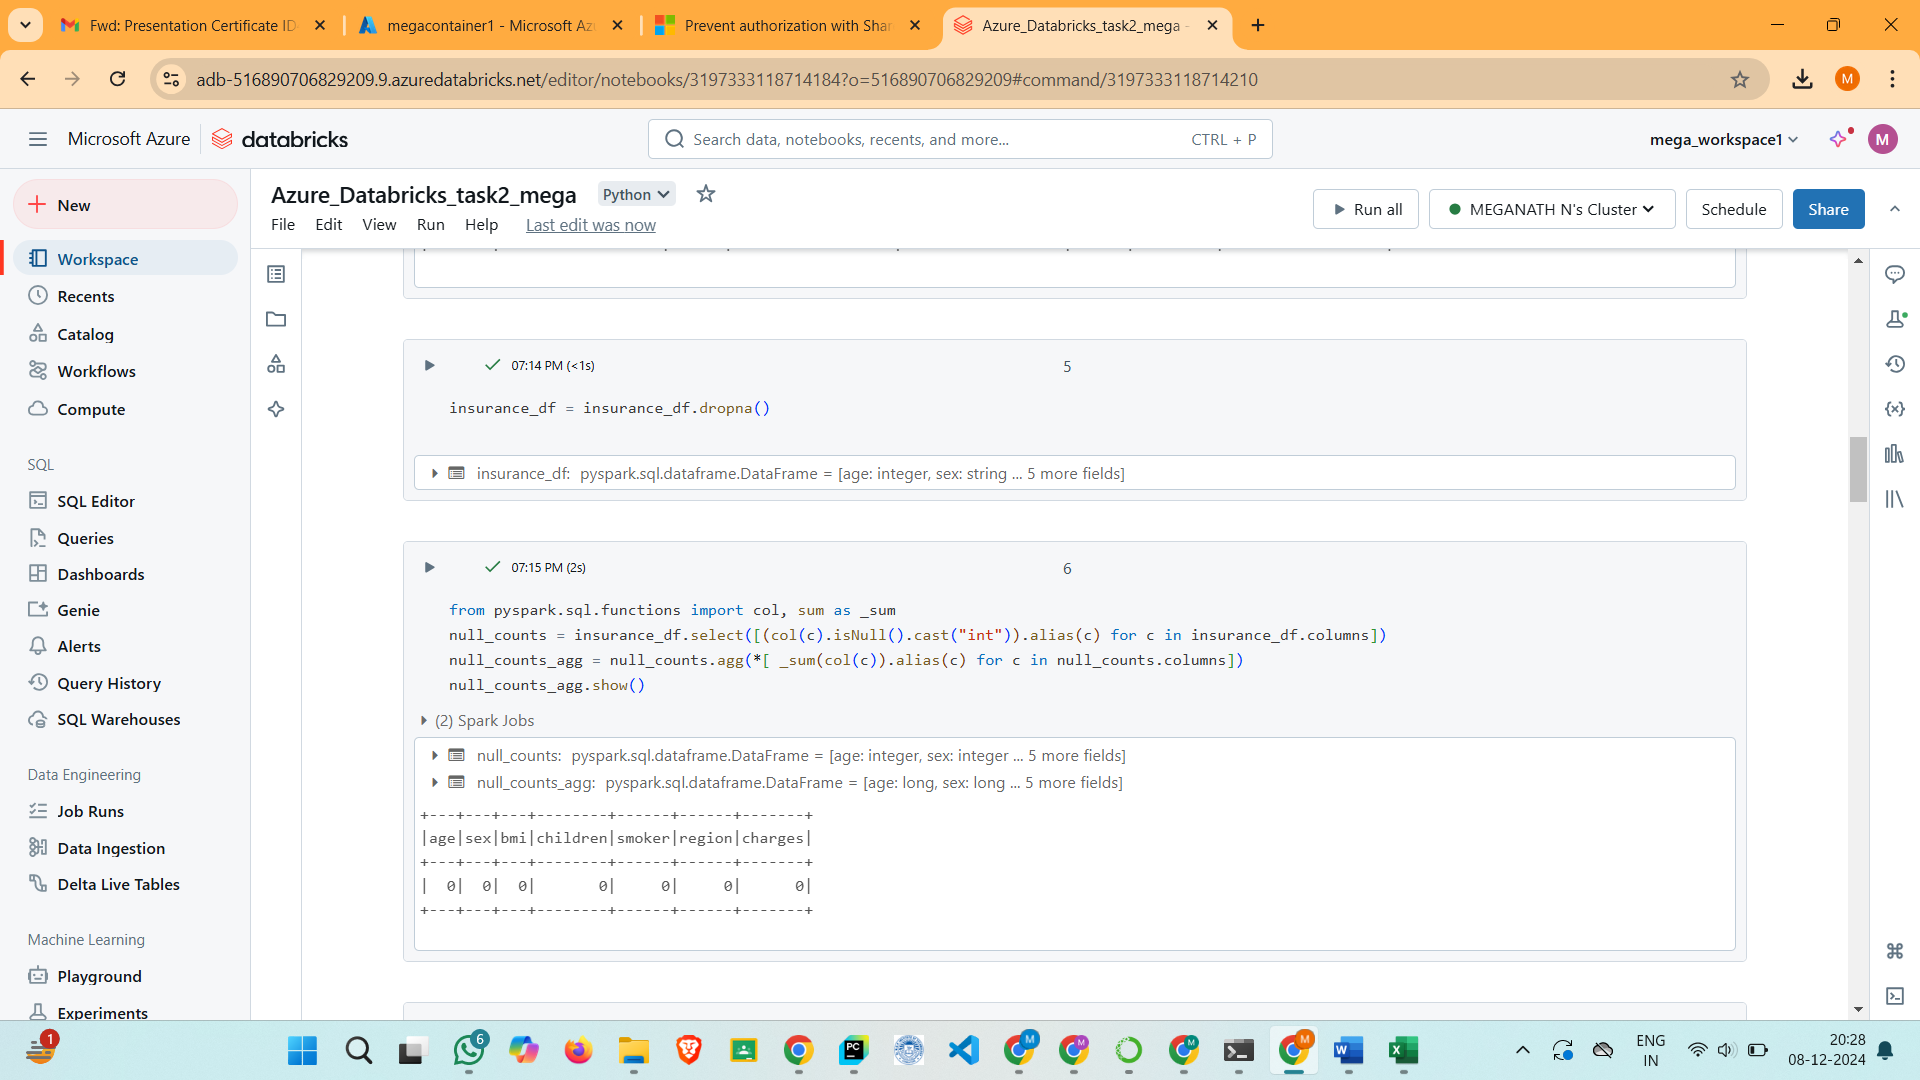 Fwd: Presentation Certificate ID
megacontainer1 - Microsoft Az
Prevent authorization with Shar
Azure_Databricks_task2_mega -
adb-516890706829209.9.azuredatabricks.net/editor/notebooks/3197333118714184?o=516890706829209#command/3197333118714210
M
Microsoft Azure
databricks
Search data, notebooks, recents, and more...
CTRL + P
mega_workspace1
M
New
Workspace
Recents
Catalog
Workflows
Compute
SQL
SQL Editor
Queries
Dashboards
Genie
Alerts
Query History
SQL Warehouses
Data Engineering
Job Runs
Data Ingestion
Delta Live Tables
Machine Learning
Playground
Experiments
Azure_Databricks_task2_mega
Python
File Edit View Run Help Last edit was now
Run all
MEGANATH N's Cluster
Schedule
Share
07:14 PM (<1s)
5
insurance_df = insurance_df.dropna()
insurance_df: pyspark.sql.dataframe.DataFrame = [age: integer, sex: string ... 5 more fields]
07:15 PM (2s)
6
from pyspark.sql.functions import col, sum as _sum
null_counts = insurance_df.select([(col(c).isNull().cast("int")).alias(c) for c in insurance_df.columns])
null_counts_agg = null_counts.agg(*[ _sum(col(c)).alias(c) for c in null_counts.columns])
null_counts_agg.show()
(2) Spark Jobs
null_counts: pyspark.sql.dataframe.DataFrame = [age: integer, sex: integer ... 5 more fields]
null_counts_agg: pyspark.sql.dataframe.DataFrame = [age: long, sex: long ... 5 more fields]
+---+---+---+--------+------+------+-------+
|age|sex|bmi|children|smoker|region|charges|
+---+---+---+--------+------+------+-------+
|  0|  0|  0|       0|     0|     0|      0|
+---+---+---+--------+------+------+-------+
1
6
PC
M
M
M
M
ENG
IN
20:28
08-12-2024